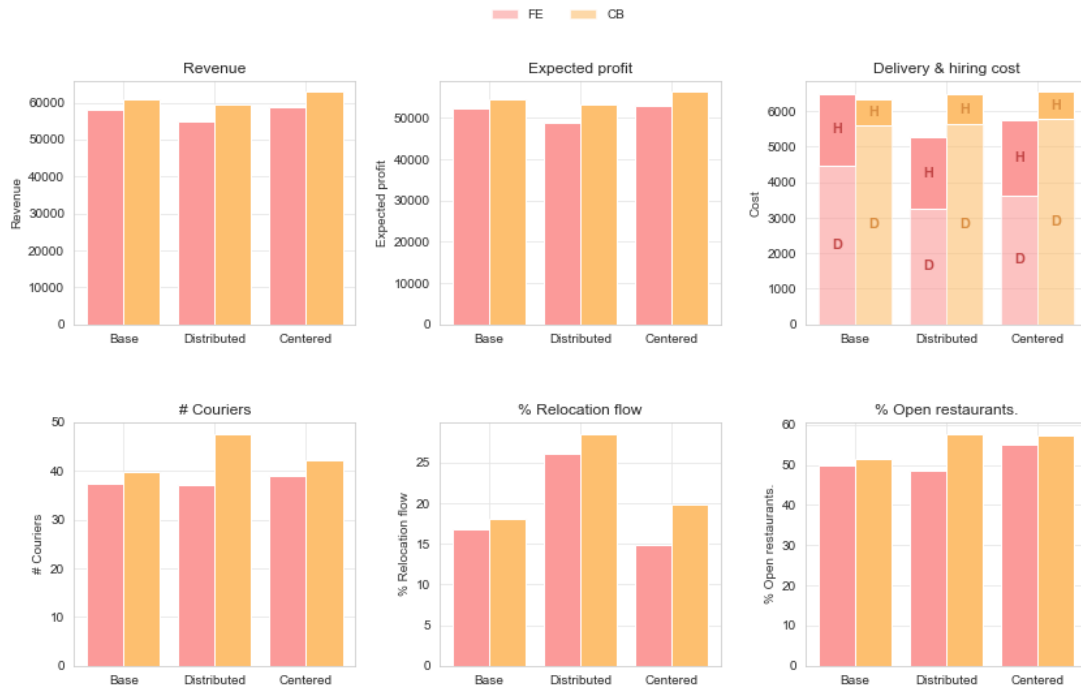 FE CB
Revenue
Revenue
60000
50000
40000
30000
20000
10000
0
Base Distributed Centered
Expected profit
Expected profit
50000
40000
30000
20000
10000
0
Base Distributed Centered
Delivery & hiring cost
Cost
6000
5000
4000
3000
2000
1000
0
H H H H H H
D D D D D D
Base Distributed Centered
# Couriers
# Couriers
50
40
30
20
10
0
Base Distributed Centered
% Relocation flow
% Relocation flow
25
20
15
10
5
0
Base Distributed Centered
% Open restaurants.
% Open restaurants.
60
50
40
30
20
10
0
Base Distributed Centered